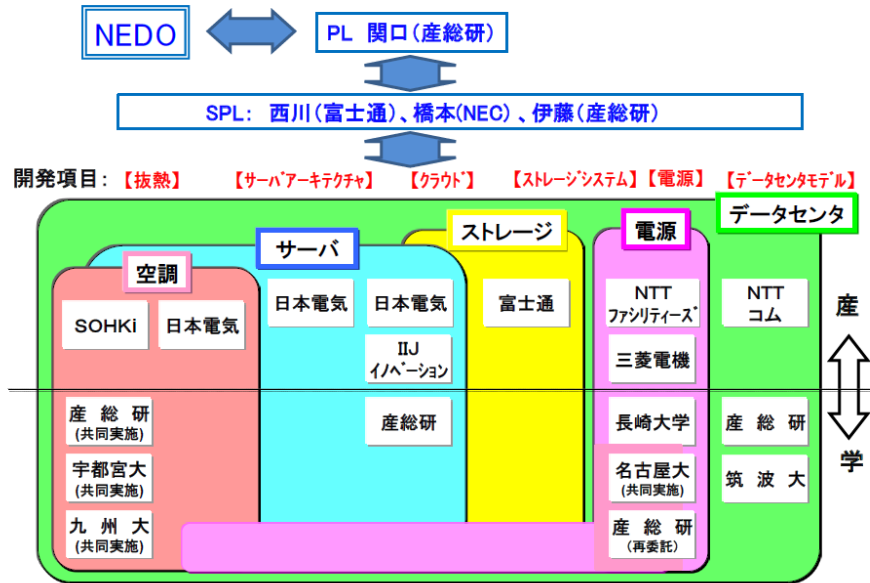 NEDO
PL 関口(産総研)
SPL: 西川(富士通)、橋本(NEC)、伊藤(産総研)
開発項目: 【抜熱】 【サーバアーキテクチャ】 【クラウド】 【ストレージシステム】 【電源】 【データセンタモデル】
データセンタ
ストレージ
電源
サーバ
空調
SOHKi
日本電気
日本電気
日本電気
富士通
NTT
ファシリティーズ
NTT
コム
産
IIJ
イノベーション
三菱電機
産 総 研
(共同実施)
産総研
長崎大学
産 総 研
学
宇都宮大
(共同実施)
名古屋大
(共同実施)
筑 波 大
九 州 大
(共同実施)
産 総 研
(再委託)